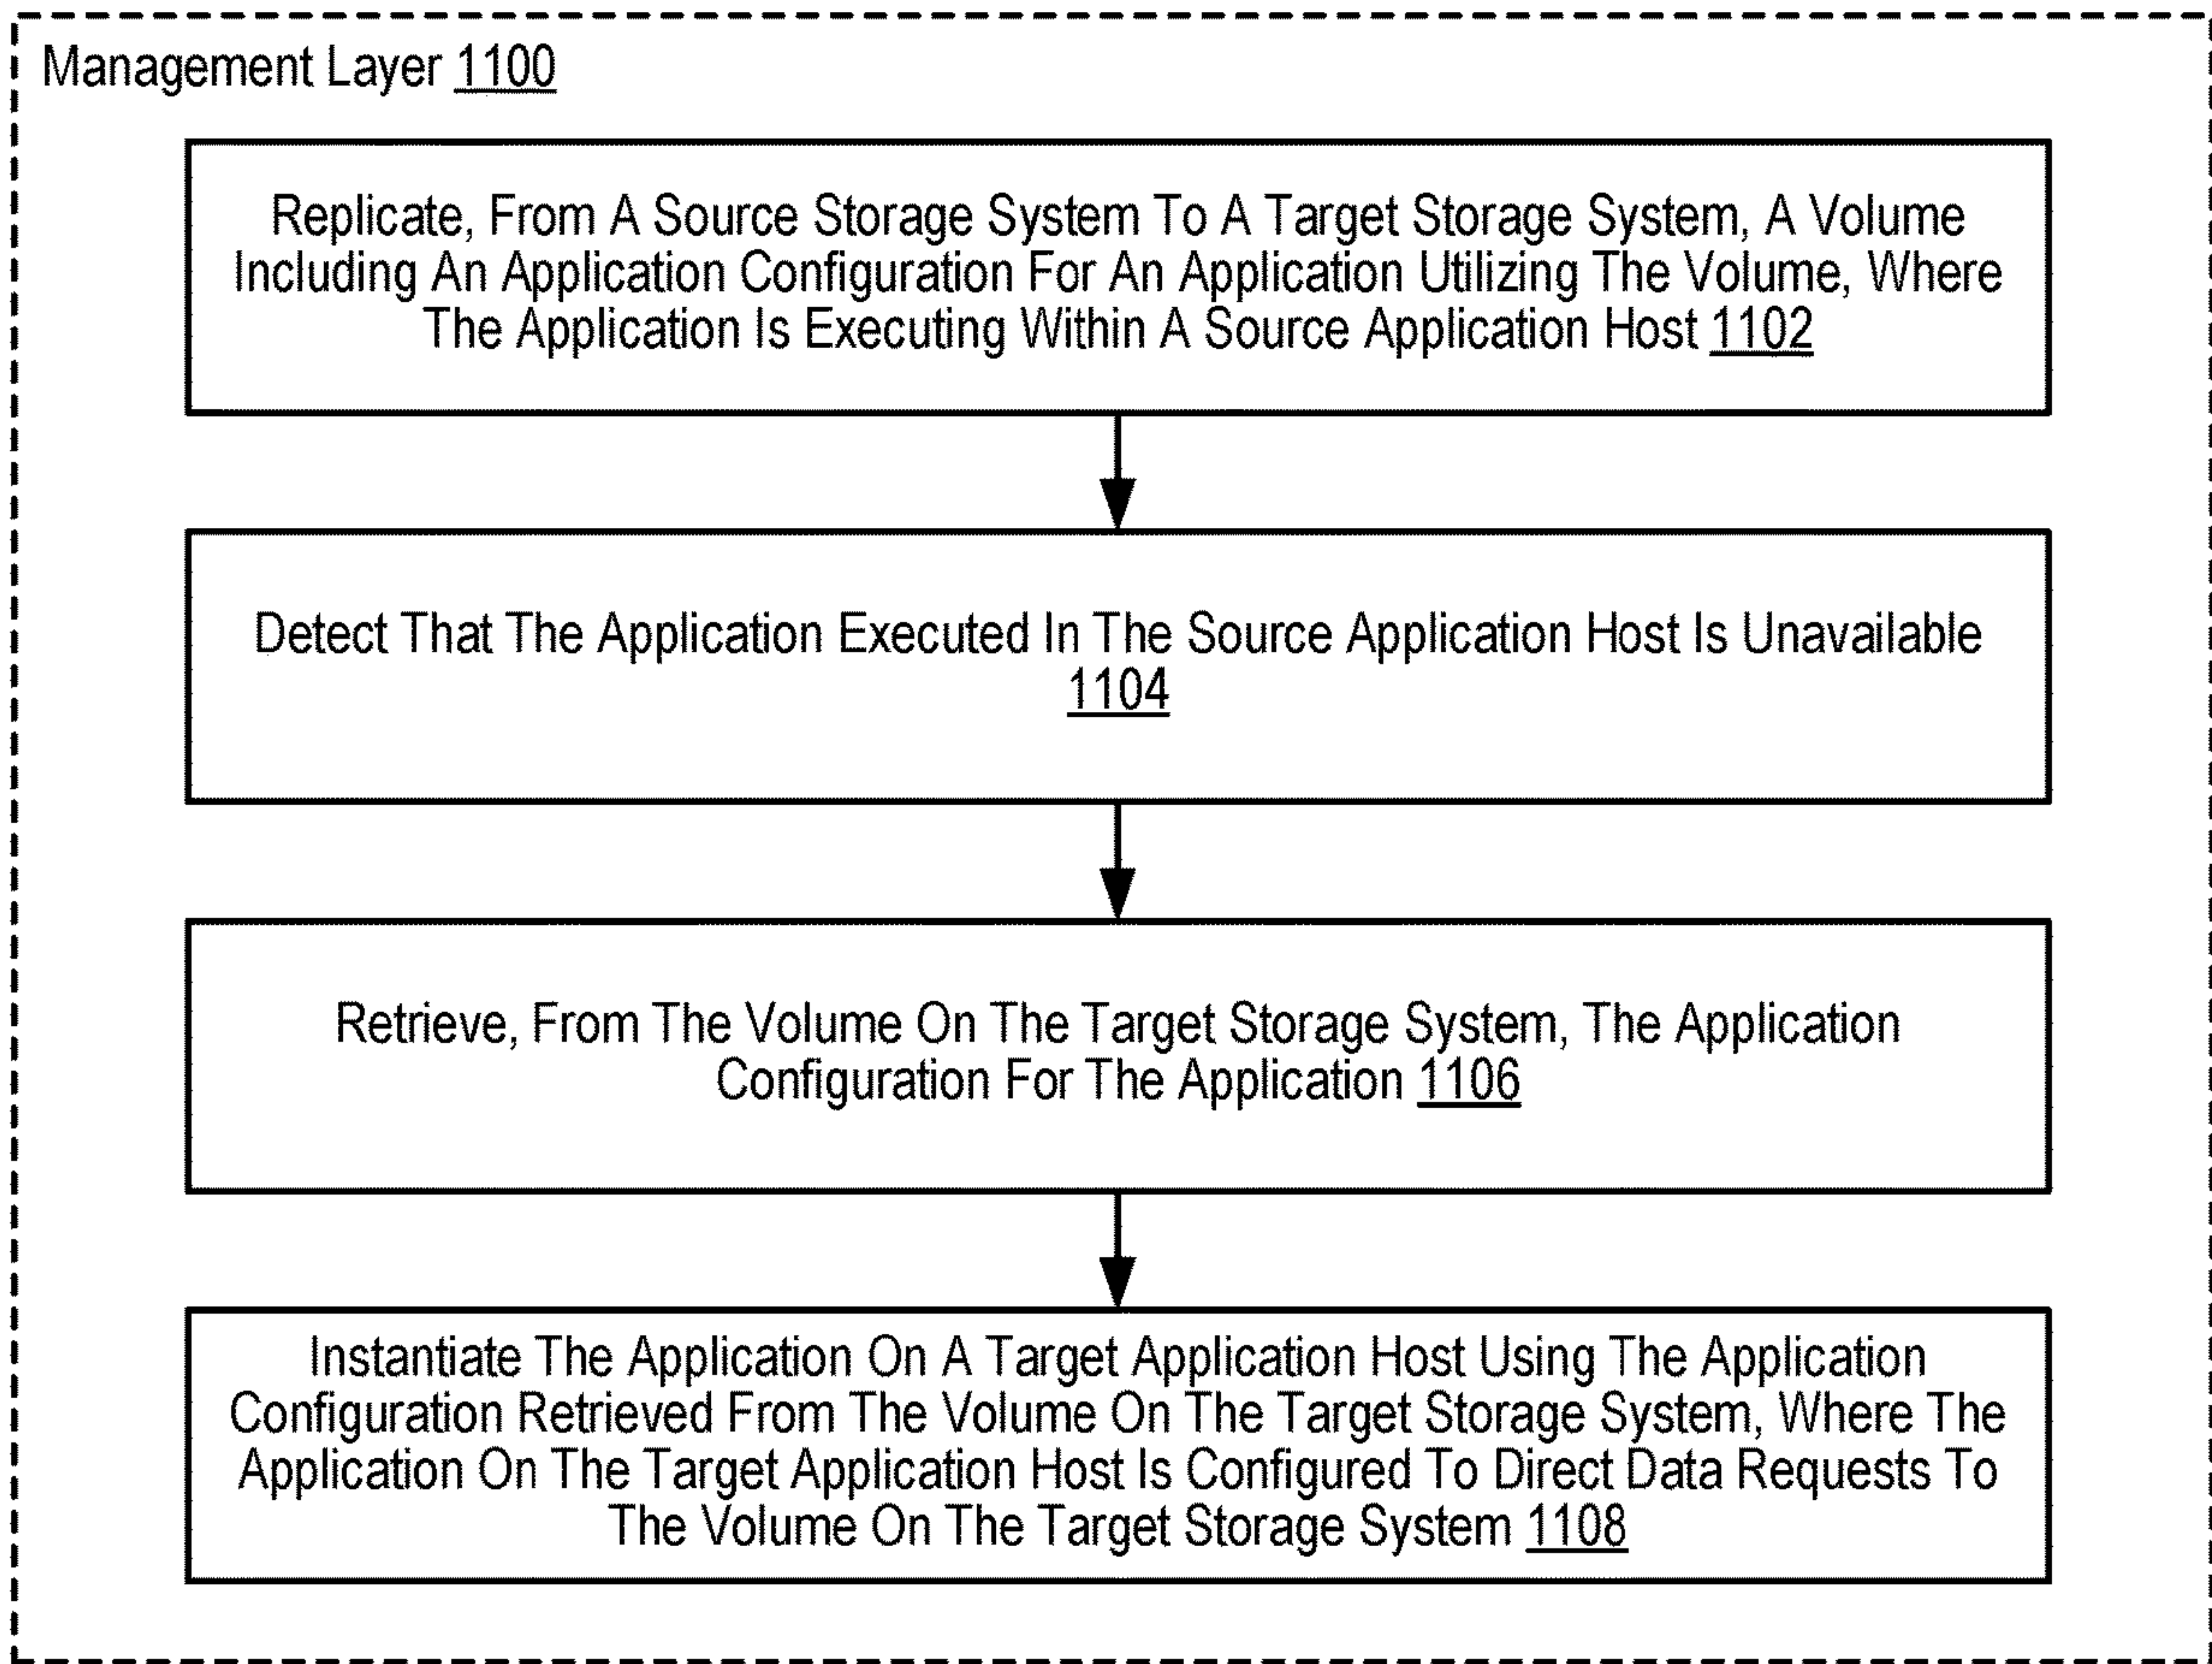 Management Layer 1100
Replicate, From A Source Storage System To A Target Storage System, A Volume
Including An Application Configuration For An Application Utilizing The Volume, Where
The Application Is Executing Within A Source Application Host 1102
Detect That The Application Executed In The Source Application Host Is Unavailable
1104
Retrieve, From The Volume On The Target Storage System, The Application
Configuration For The Application 1106
Instantiate The Application On A Target Application Host Using The Application
Configuration Retrieved From The Volume On The Target Storage System, Where The
Application On The Target Application Host Is Configured To Direct Data Requests To
The Volume On The Target Storage System 1108